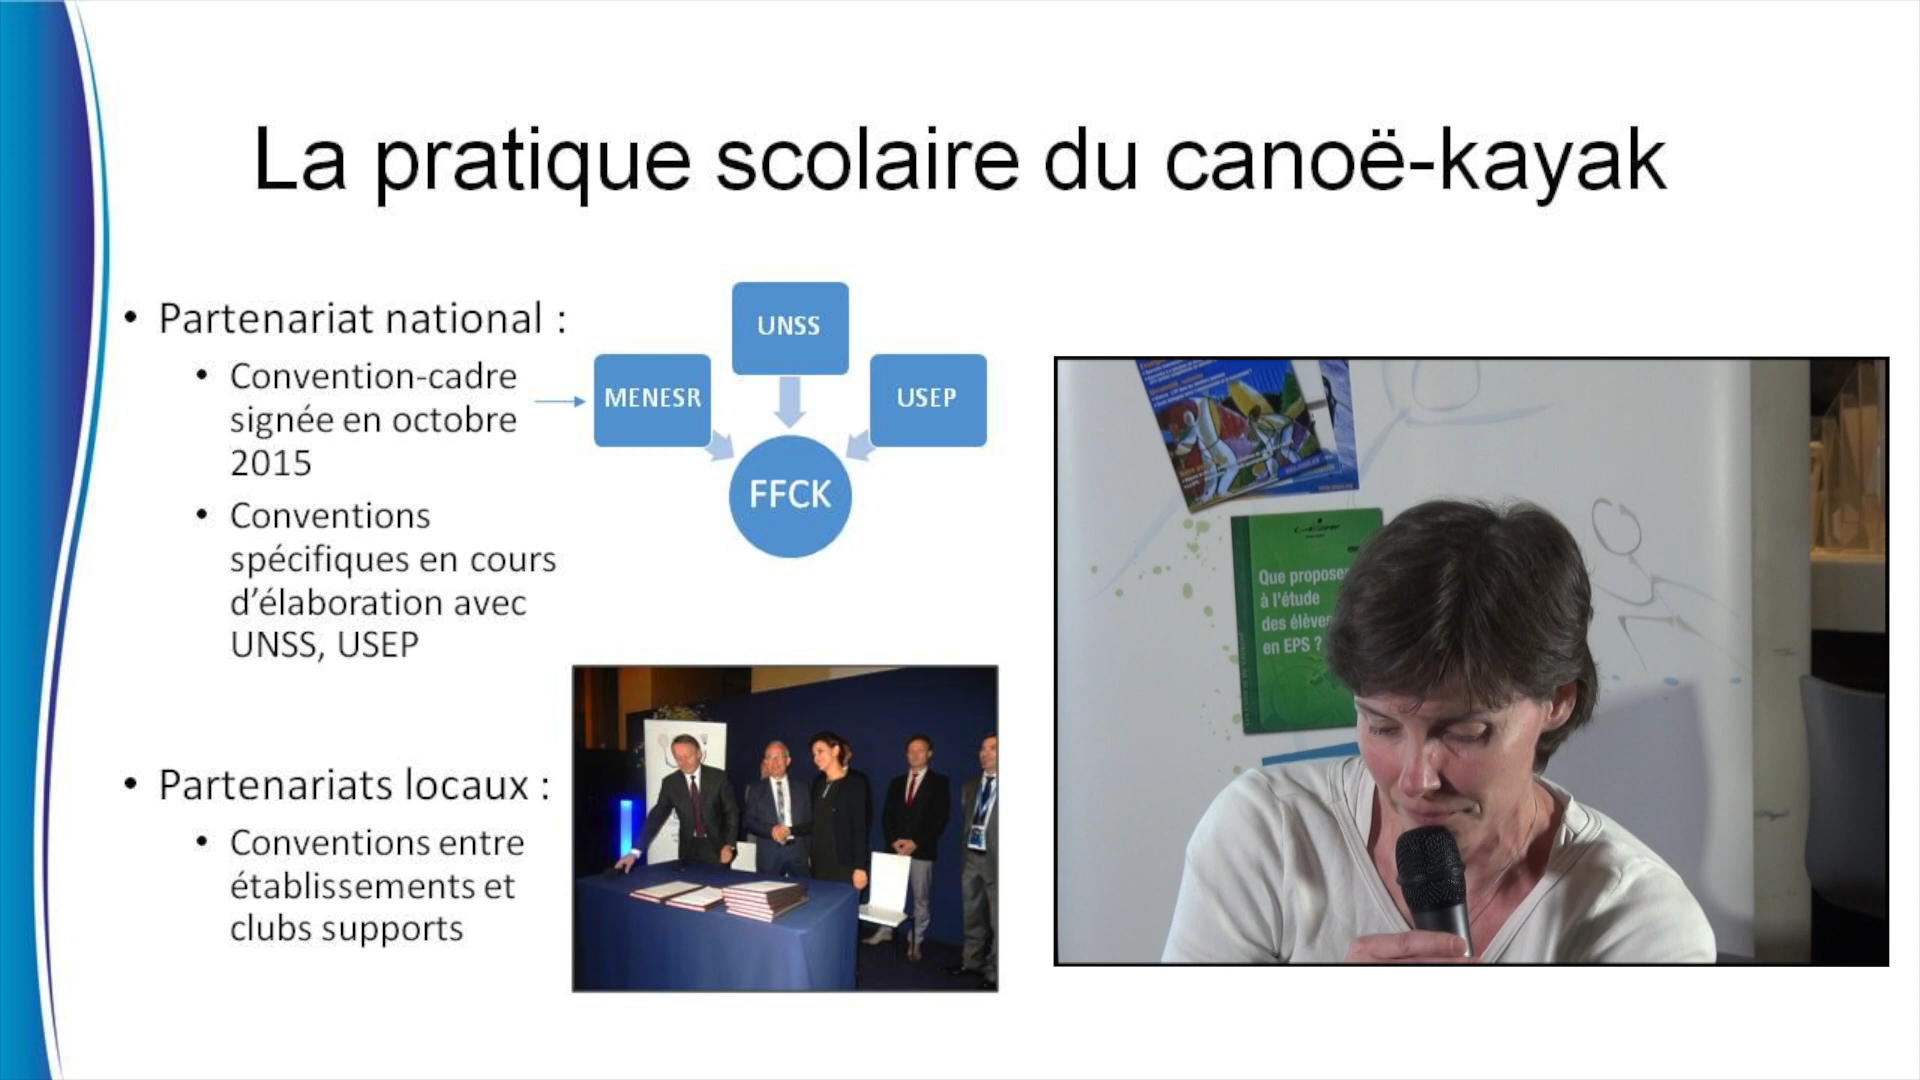 La pratique scolaire du canoë-kayak
• Partenariat national :
• Convention-cadre
signée en octobre
2015
• Conventions
spécifiques en cours
d’élaboration avec
UNSS, USEP
• Partenariats locaux :
• Conventions entre
établissements et
clubs supports
UNSS
MENESR
USEP
FFCK
Que proposer
à l'étude
des élèves
en EPS ?